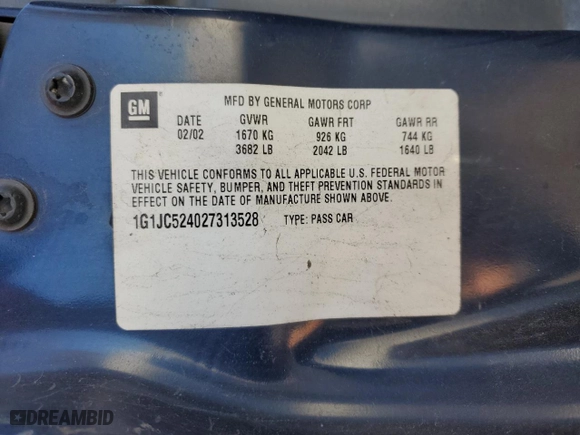 GM
MFD BY GENERAL MOTORS CORP
DATE GVWR GAWR FRT GAWR RR
02/02 1670 KG 926 KG 744 KG
3682 LB 2042 LB 1640 LB
THIS VEHICLE CONFORMS TO ALL APPLICABLE U.S. FEDERAL MOTOR
VEHICLE SAFETY, BUMPER, AND THEFT PREVENTION STANDARDS IN
EFFECT ON THE DATE OF MANUFACTURE SHOWN ABOVE.
1G1JC524027313528 TYPE: PASS CAR
DREAMBID